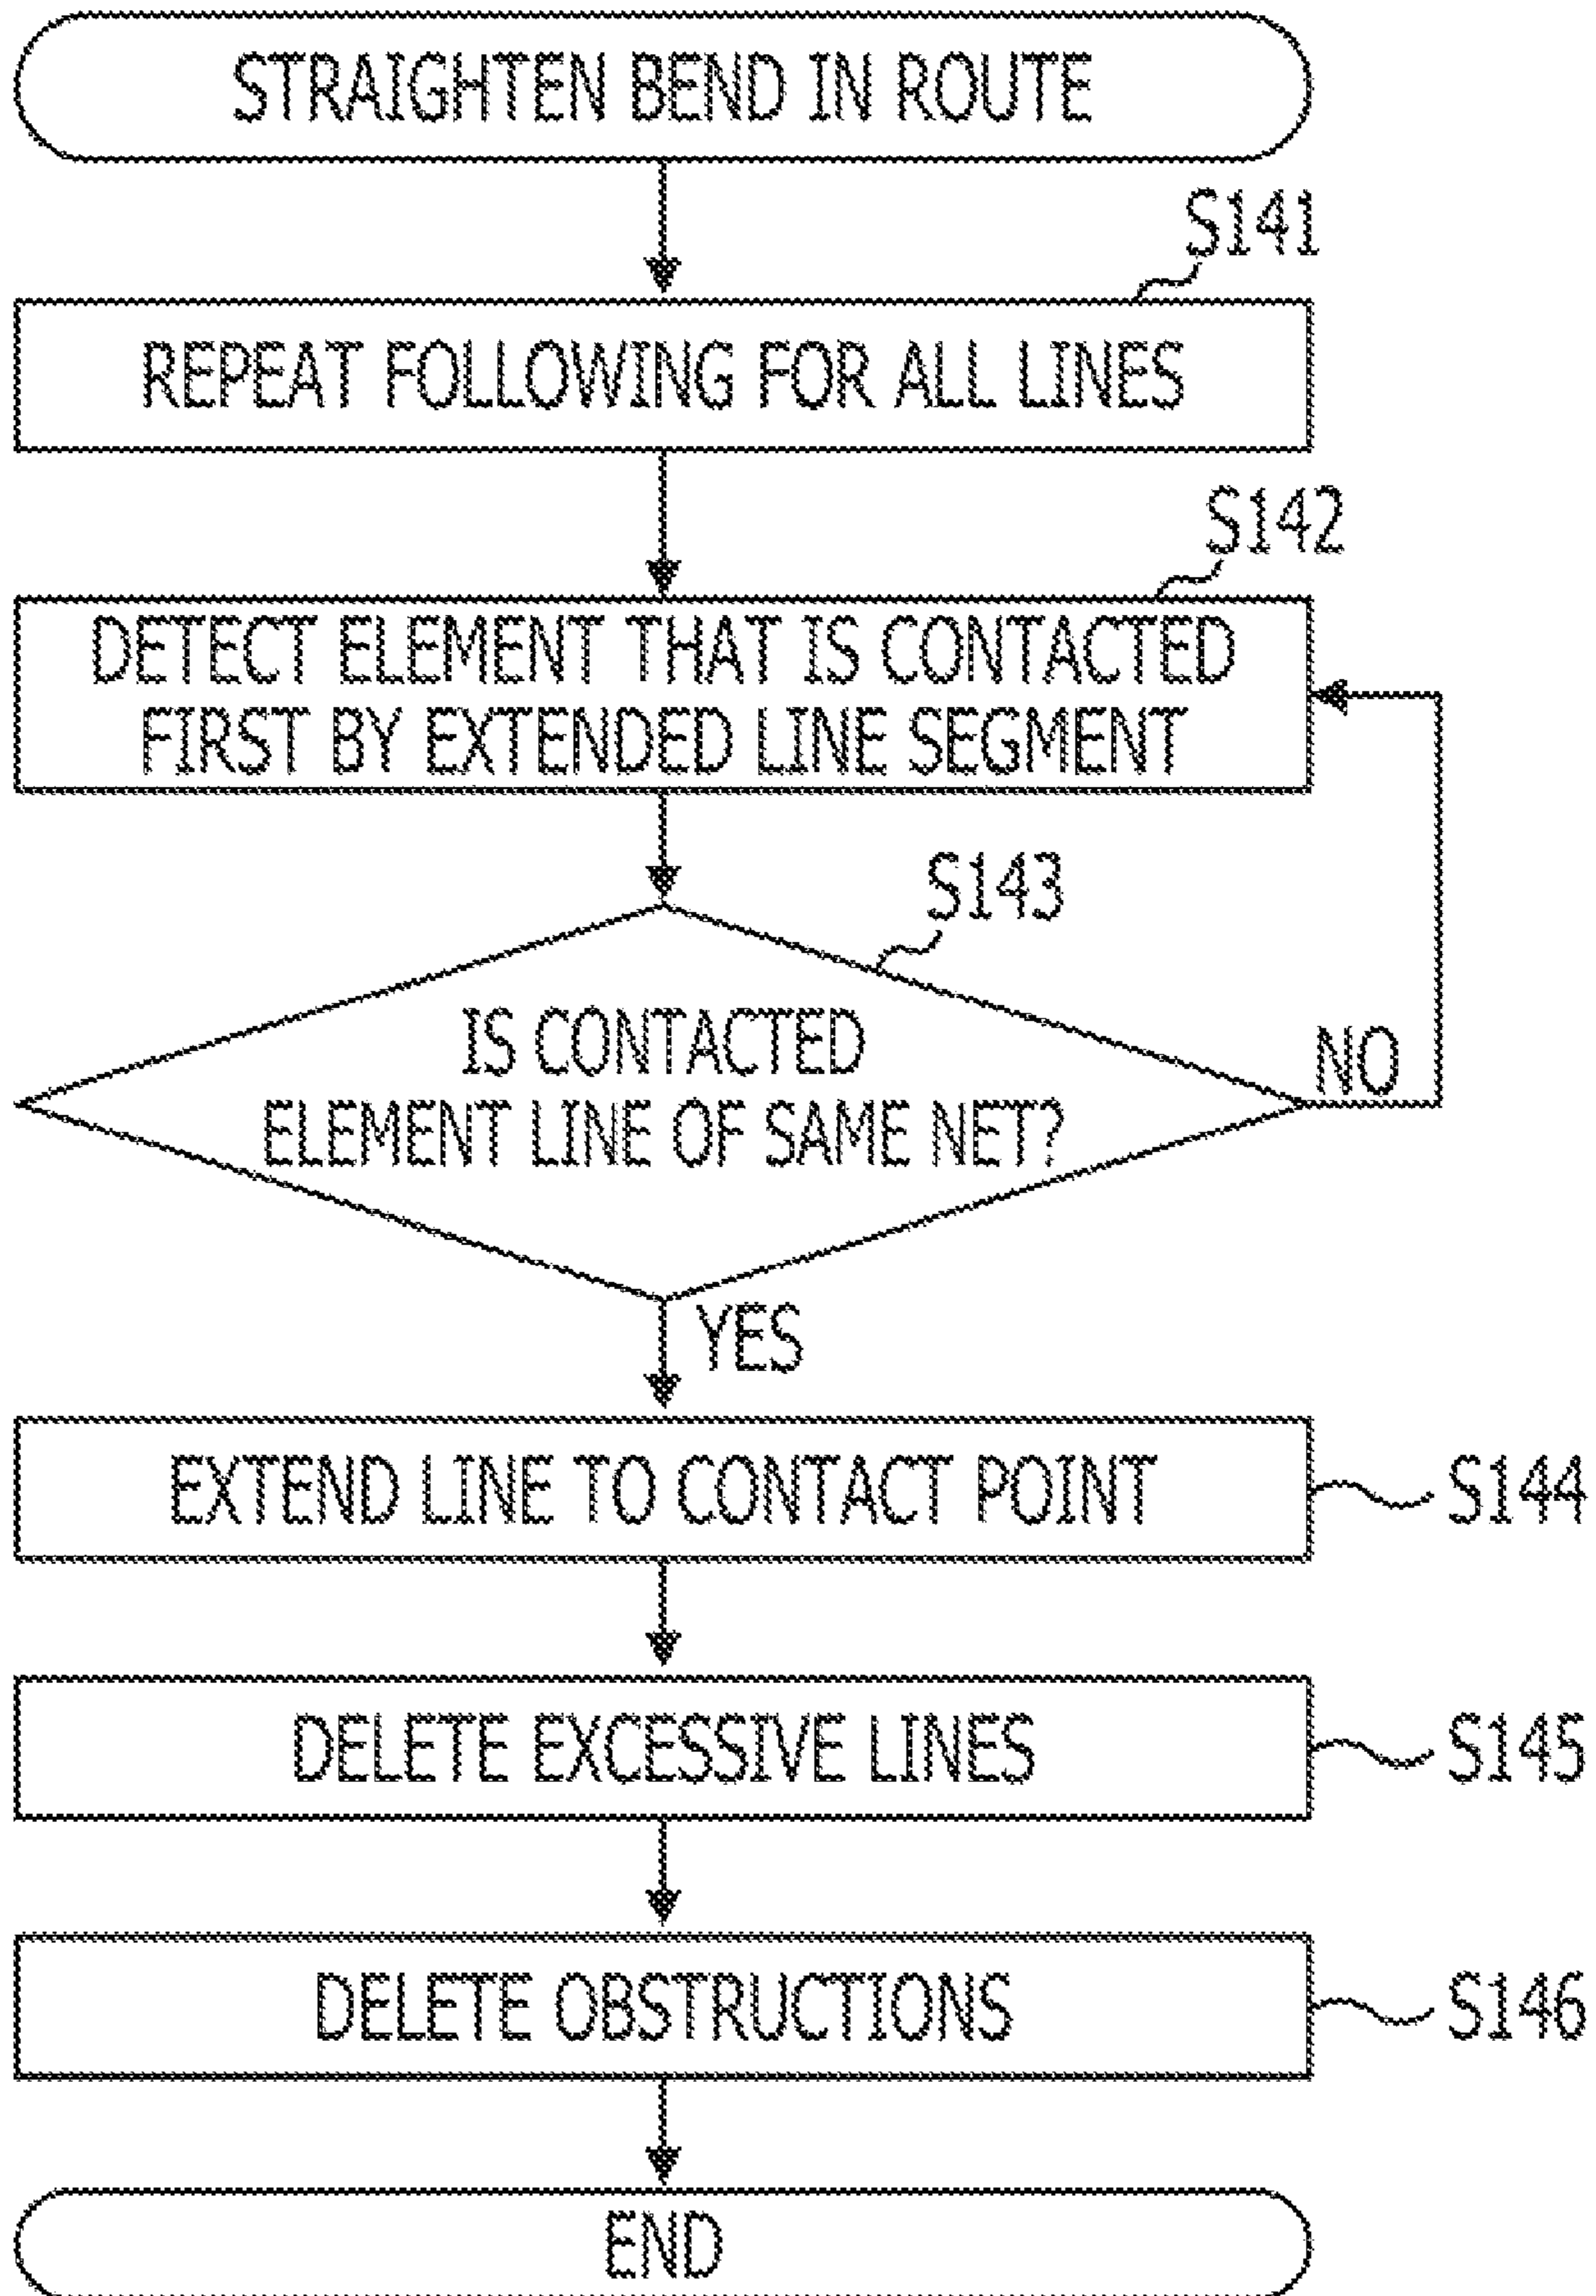 STRAIGHTEN BEND IN ROUTE
S141
REPEAT FOLLOWING FOR ALL LINES
S142
DETECT ELEMENT THAT IS CONTACTED
FIRST BY EXTENDED LINE SEGMENT
S143
IS CONTACTED
ELEMENT LINE OF SAME NET?
NO
YES
EXTEND LINE TO CONTACT POINT
S144
DELETE EXCESSIVE LINES
S145
DELETE OBSTRUCTIONS
S146
END